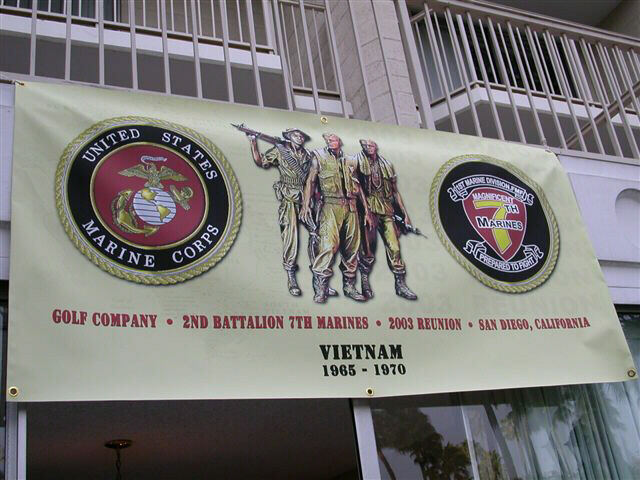 UNITED STATES
MARINE CORPS
1ST MARINE DIVISION, FMF
MAGNIFICENT
7TH
MARINES
PREPARED TO FIGHT
GOLF COMPANY • 2ND BATTALION 7TH MARINES • 2003 REUNION • SAN DIEGO, CALIFORNIA
VIETNAM
1965 - 1970